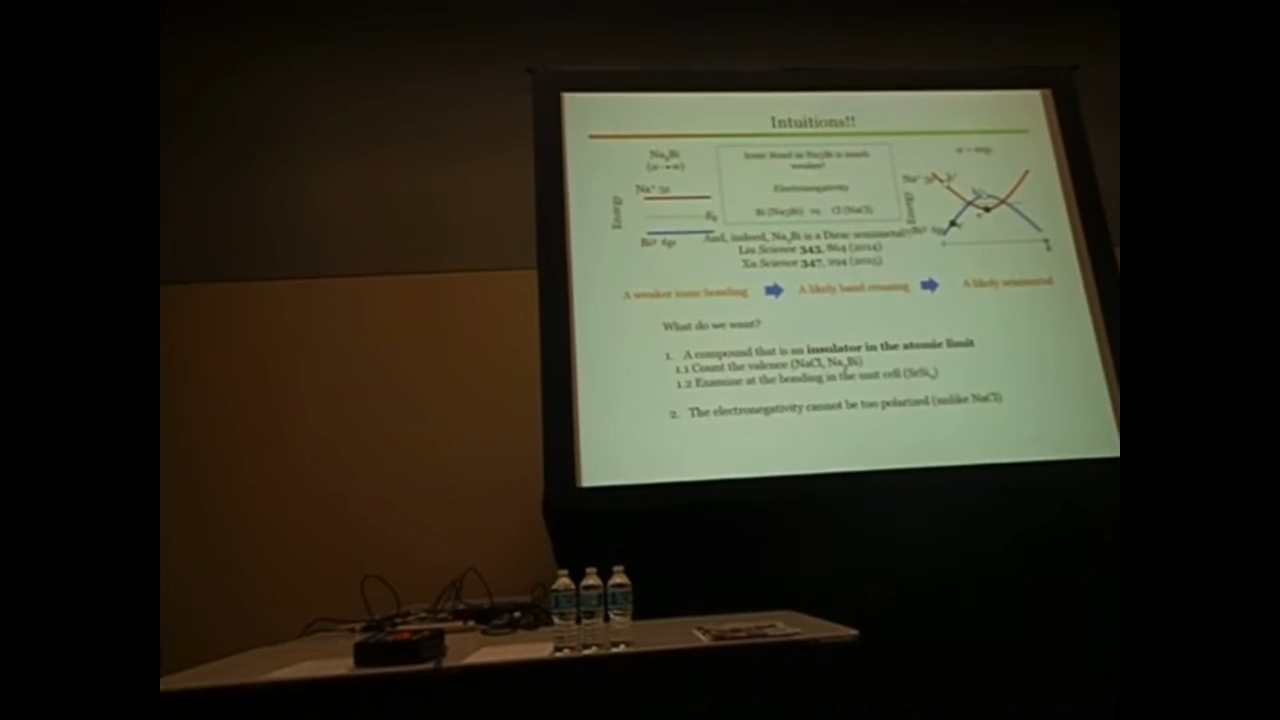 Intuitions!!
Na₃Bi
Ionic Bond in Na3Bi is much
weaker!
Electronegativity
Bi (Na3Bi) vs. Cl (NaCl)
Na⁺ 3s
Energy
Energy
And, indeed, Na₃Bi is a Dirac semimetal!
Liu Science 343, 864 (2014)
Xu Science 347, 294 (2015)
A weaker ionic bonding
A likely band crossing
A likely semimetal
What do we want?
1. A compound that is an insulator in the atomic limit
1.1 Count the valence (NaCl, Na₃Bi)
1.2 Examine at the bonding in the unit cell
2. The electronegativity cannot be too polarized (unlike NaCl)